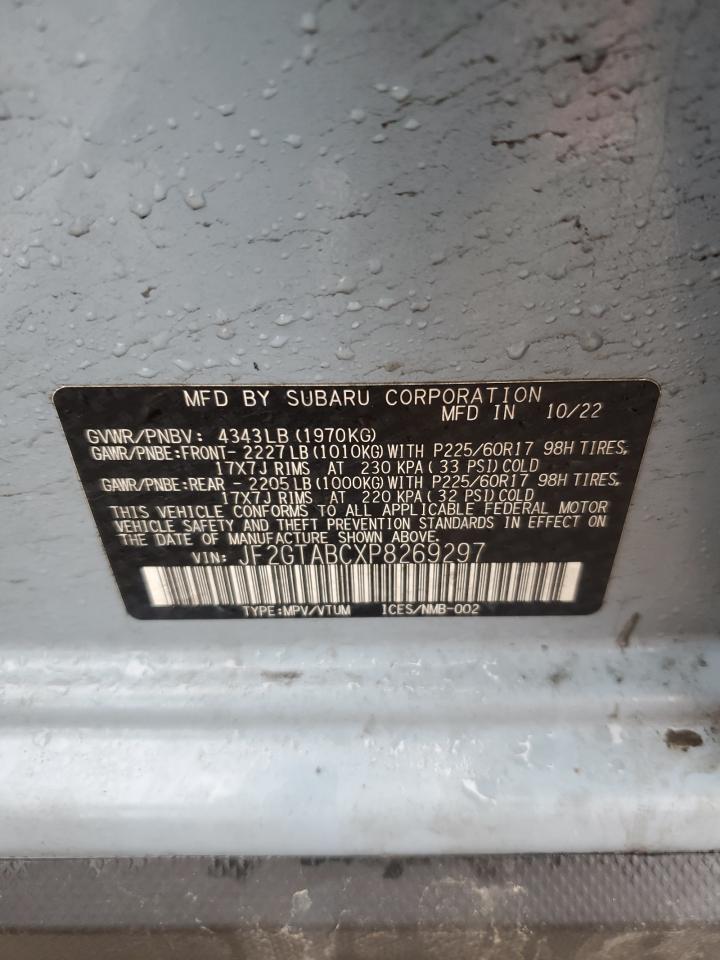 MFD BY SUBARU CORPORATION
MFD IN 10/22
GVWR/PNBV: 4343LB (1970KG)
GAWR/PNBE:FRONT- 2227LB (1010KG) WITH P225/60R17 98H TIRES,
17X7J RIMS AT 230 KPA( 33 PSI) COLD
GAWR/PNBE:REAR - 2205LB (1000KG) WITH P225/60R17 98H TIRES,
17X7J RIMS AT 220 KPA( 32 PSI) COLD
THIS VEHICLE CONFORMS TO ALL APPLICABLE FEDERAL MOTOR
VEHICLE SAFETY AND THEFT PREVENTION STANDARDS IN EFFECT ON
THE DATE OF MANUFACTURE SHOWN ABOVE.
VIN: JF2GTABCXP8269297
TYPE:MPV/VTUM ICES/NMB-002